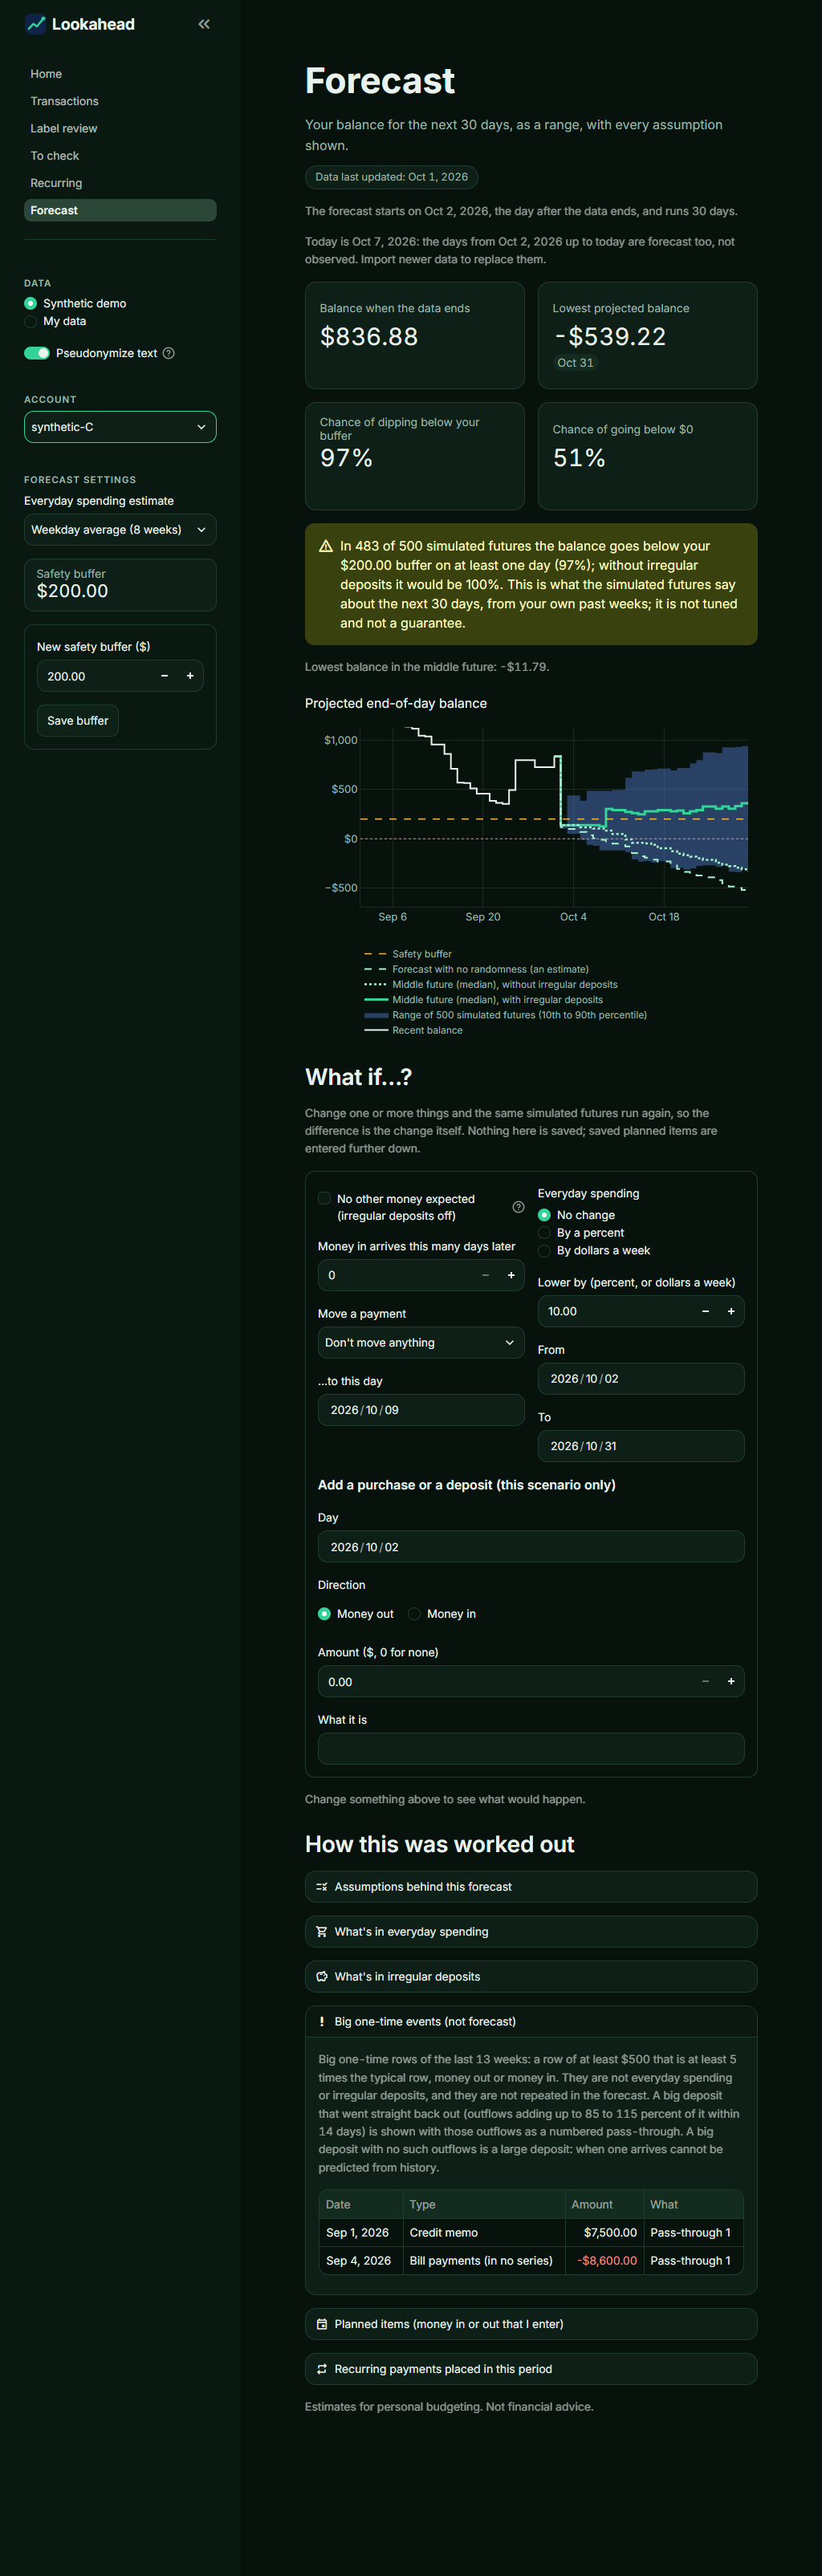 Lookahead
Home
Transactions
Label review
To check
Recurring
Forecast
DATA
Synthetic demo
My data
Pseudonymize text
ACCOUNT
synthetic-C
FORECAST SETTINGS
Everyday spending estimate
Weekday average (8 weeks)
Safety buffer
$200.00
New safety buffer ($)
200.00
Save buffer
Forecast
Your balance for the next 30 days, as a range, with every assumption
shown.
Data last updated: Oct 1, 2026
The forecast starts on Oct 2, 2026, the day after the data ends, and runs 30 days.
Today is Oct 7, 2026: the days from Oct 2, 2026 up to today are forecast too, not
observed. Import newer data to replace them.
Balance when the data ends
$836.88
Lowest projected balance
-$539.22
Oct 31
Chance of dipping below your
buffer
97%
Chance of going below $0
51%
In 483 of 500 simulated futures the balance goes below your
$200.00 buffer on at least one day (97%); without irregular
deposits it would be 100%. This is what the simulated futures say
about the next 30 days, from your own past weeks; it is not tuned
and not a guarantee.
Lowest balance in the middle future: -$11.79.
Projected end-of-day balance
$1,000
$500
$0
−$500
Sep 6
Sep 20
Oct 4
Oct 18
Safety buffer
Forecast with no randomness (an estimate)
Middle future (median), without irregular deposits
Middle future (median), with irregular deposits
Range of 500 simulated futures (10th to 90th percentile)
Recent balance
What if...?
Change one or more things and the same simulated futures run again, so the
difference is the change itself. Nothing here is saved; saved planned items are
entered further down.
No other money expected
(irregular deposits off)
Money in arrives this many days later
0
Move a payment
Don't move anything
...to this day
2026/10/09
Everyday spending
No change
By a percent
By dollars a week
Lower by (percent, or dollars a week)
10.00
From
2026/10/02
To
2026/10/31
Add a purchase or a deposit (this scenario only)
Day
2026/10/02
Direction
Money out
Money in
Amount ($, 0 for none)
0.00
What it is
Change something above to see what would happen.
How this was worked out
Assumptions behind this forecast
What's in everyday spending
What's in irregular deposits
Big one-time events (not forecast)
Big one-time rows of the last 13 weeks: a row of at least $500 that is at least 5
times the typical row, money out or money in. They are not everyday spending
or irregular deposits, and they are not repeated in the forecast. A big deposit
that went straight back out (outflows adding up to 85 to 115 percent of it within
14 days) is shown with those outflows as a numbered pass-through. A big
deposit with no such outflows is a large deposit: when one arrives cannot be
predicted from history.
Date Type Amount What
Sep 1, 2026 Credit memo $7,500.00 Pass-through 1
Sep 4, 2026 Bill payments (in no series) -$8,600.00 Pass-through 1
Planned items (money in or out that I enter)
Recurring payments placed in this period
Estimates for personal budgeting. Not financial advice.